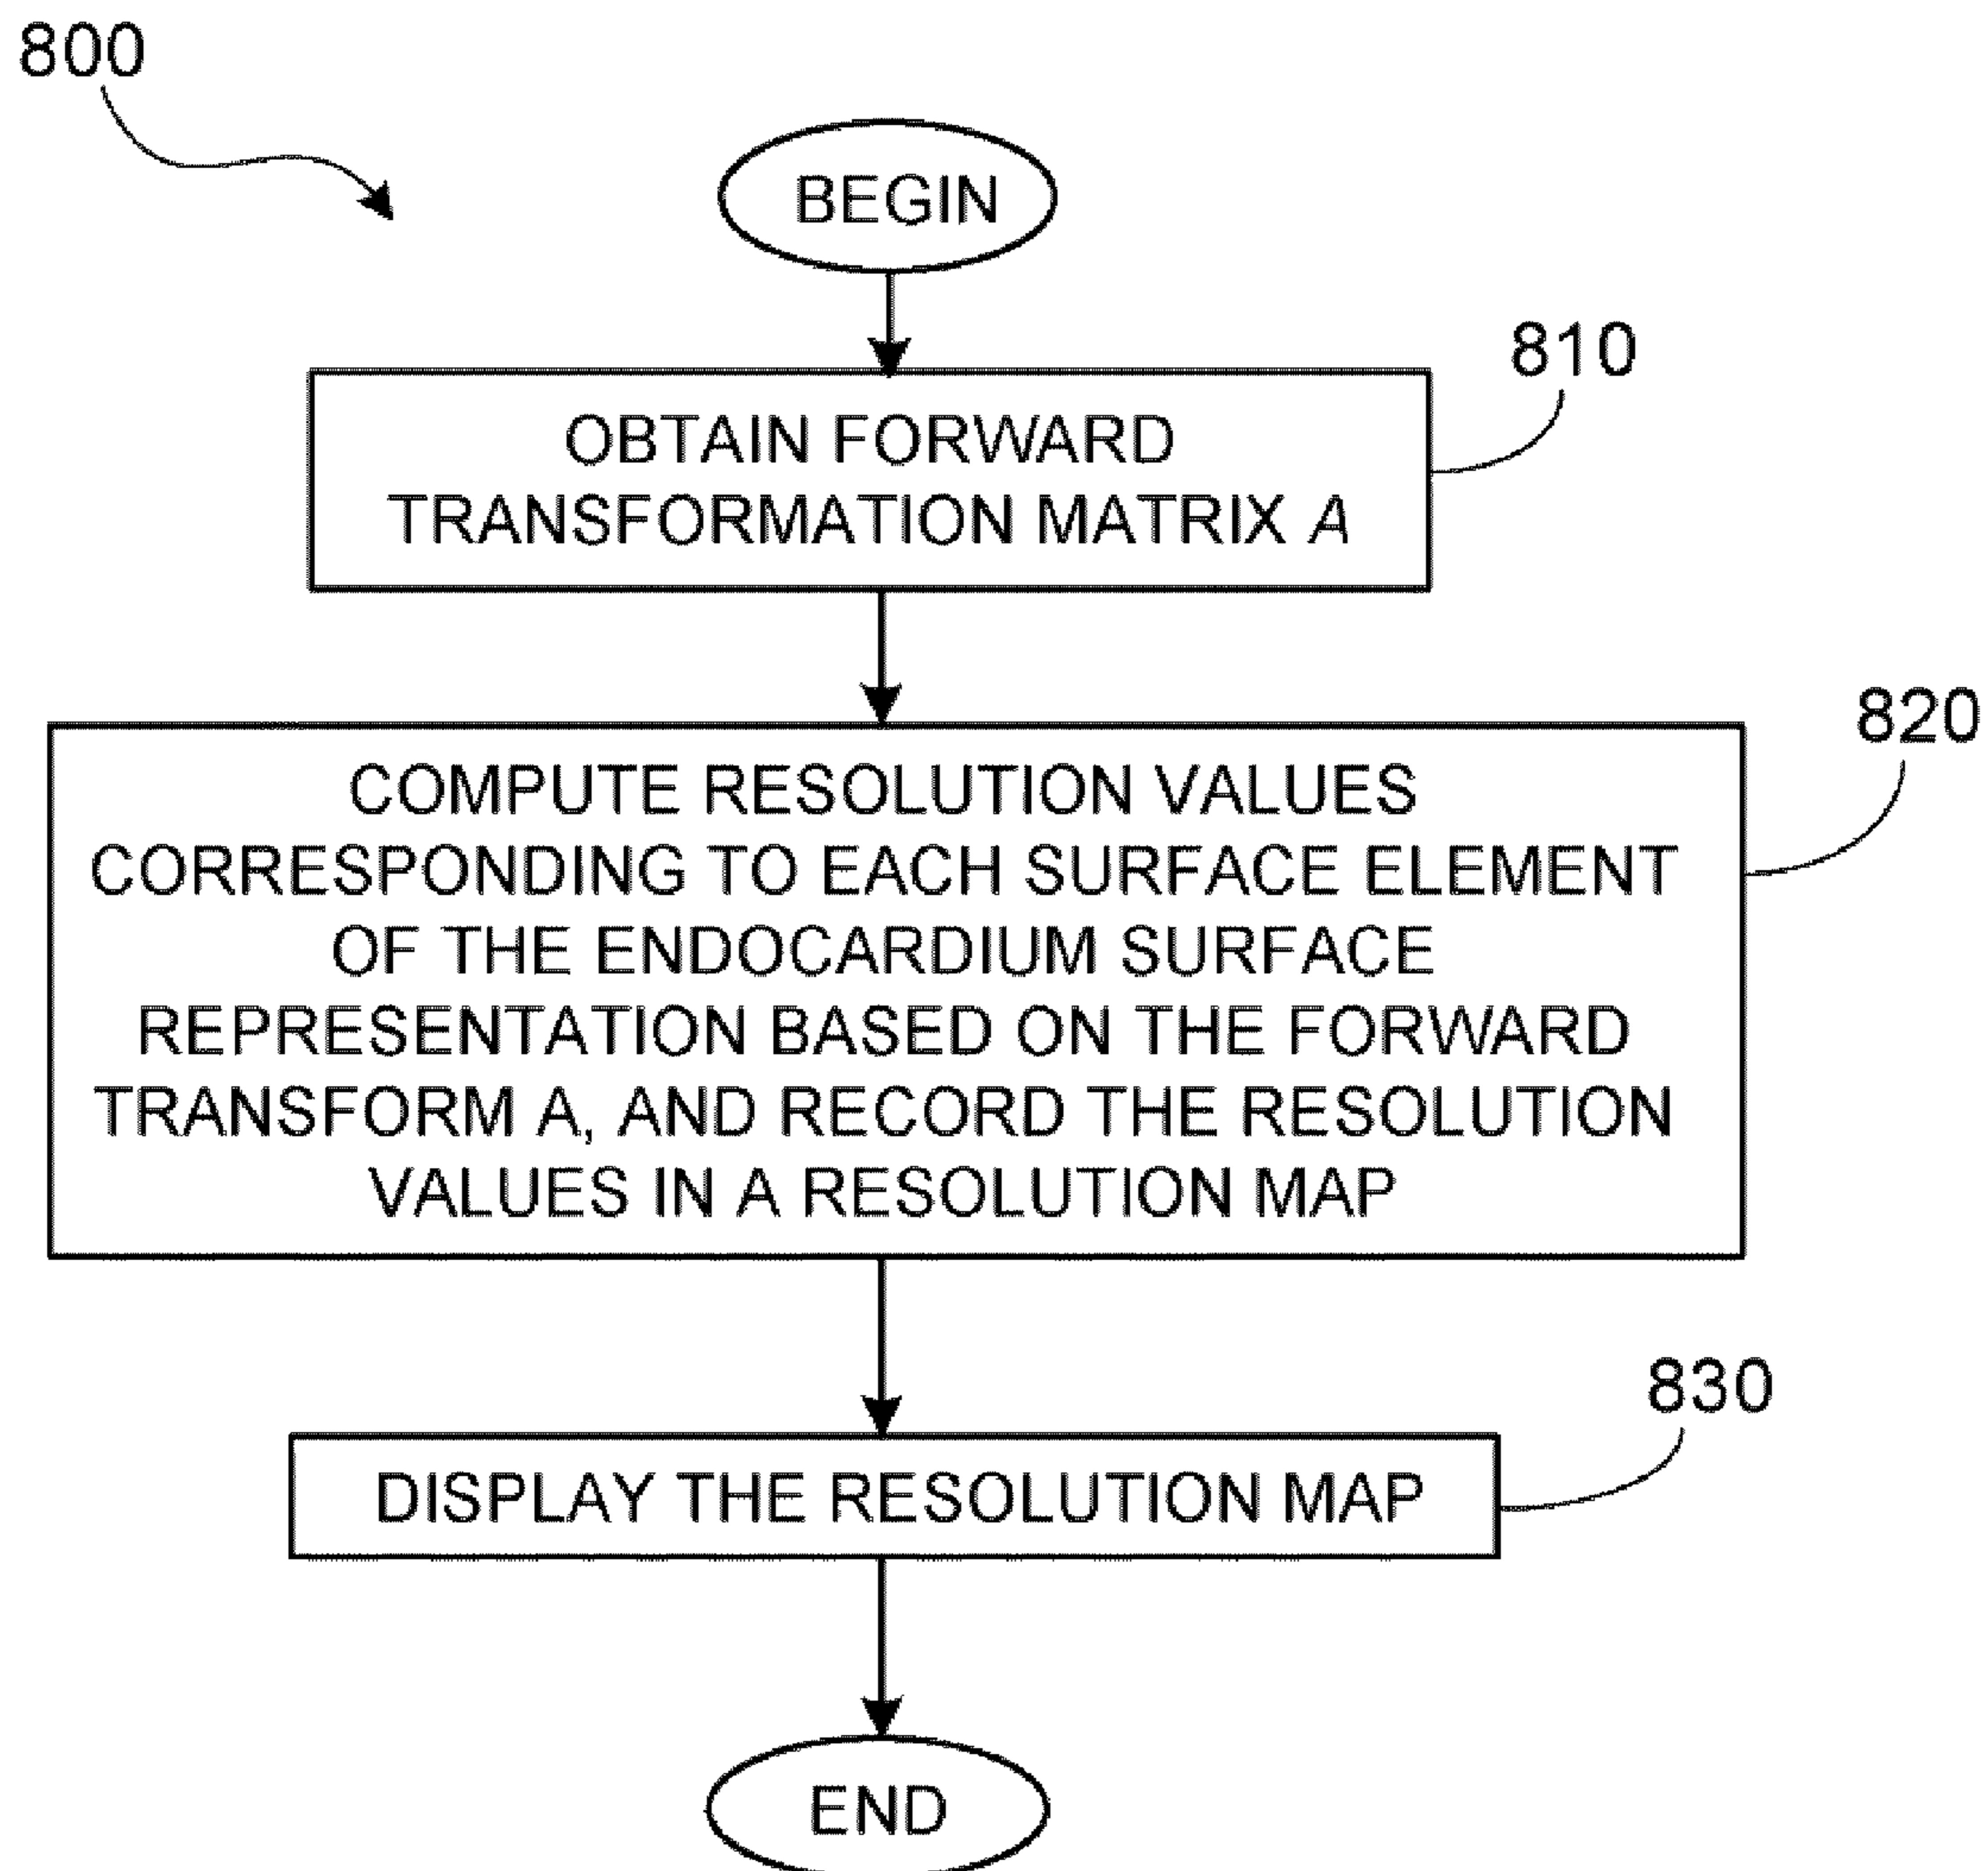 800
BEGIN
810
OBTAIN FORWARD
TRANSFORMATION MATRIX A
820
COMPUTE RESOLUTION VALUES
CORRESPONDING TO EACH SURFACE ELEMENT
OF THE ENDOCARDIUM SURFACE
REPRESENTATION BASED ON THE FORWARD
TRANSFORM A, AND RECORD THE RESOLUTION
VALUES IN A RESOLUTION MAP
830
DISPLAY THE RESOLUTION MAP
END